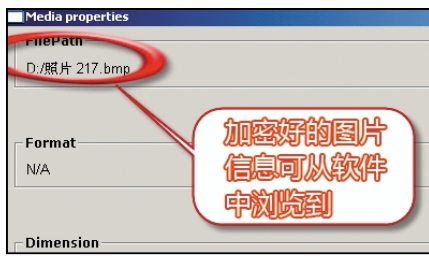 Media properties
FilePath
D:/照片 217.bmp
Format
N/A
加密好的图片
信息可从软件
中浏览到
Dimension